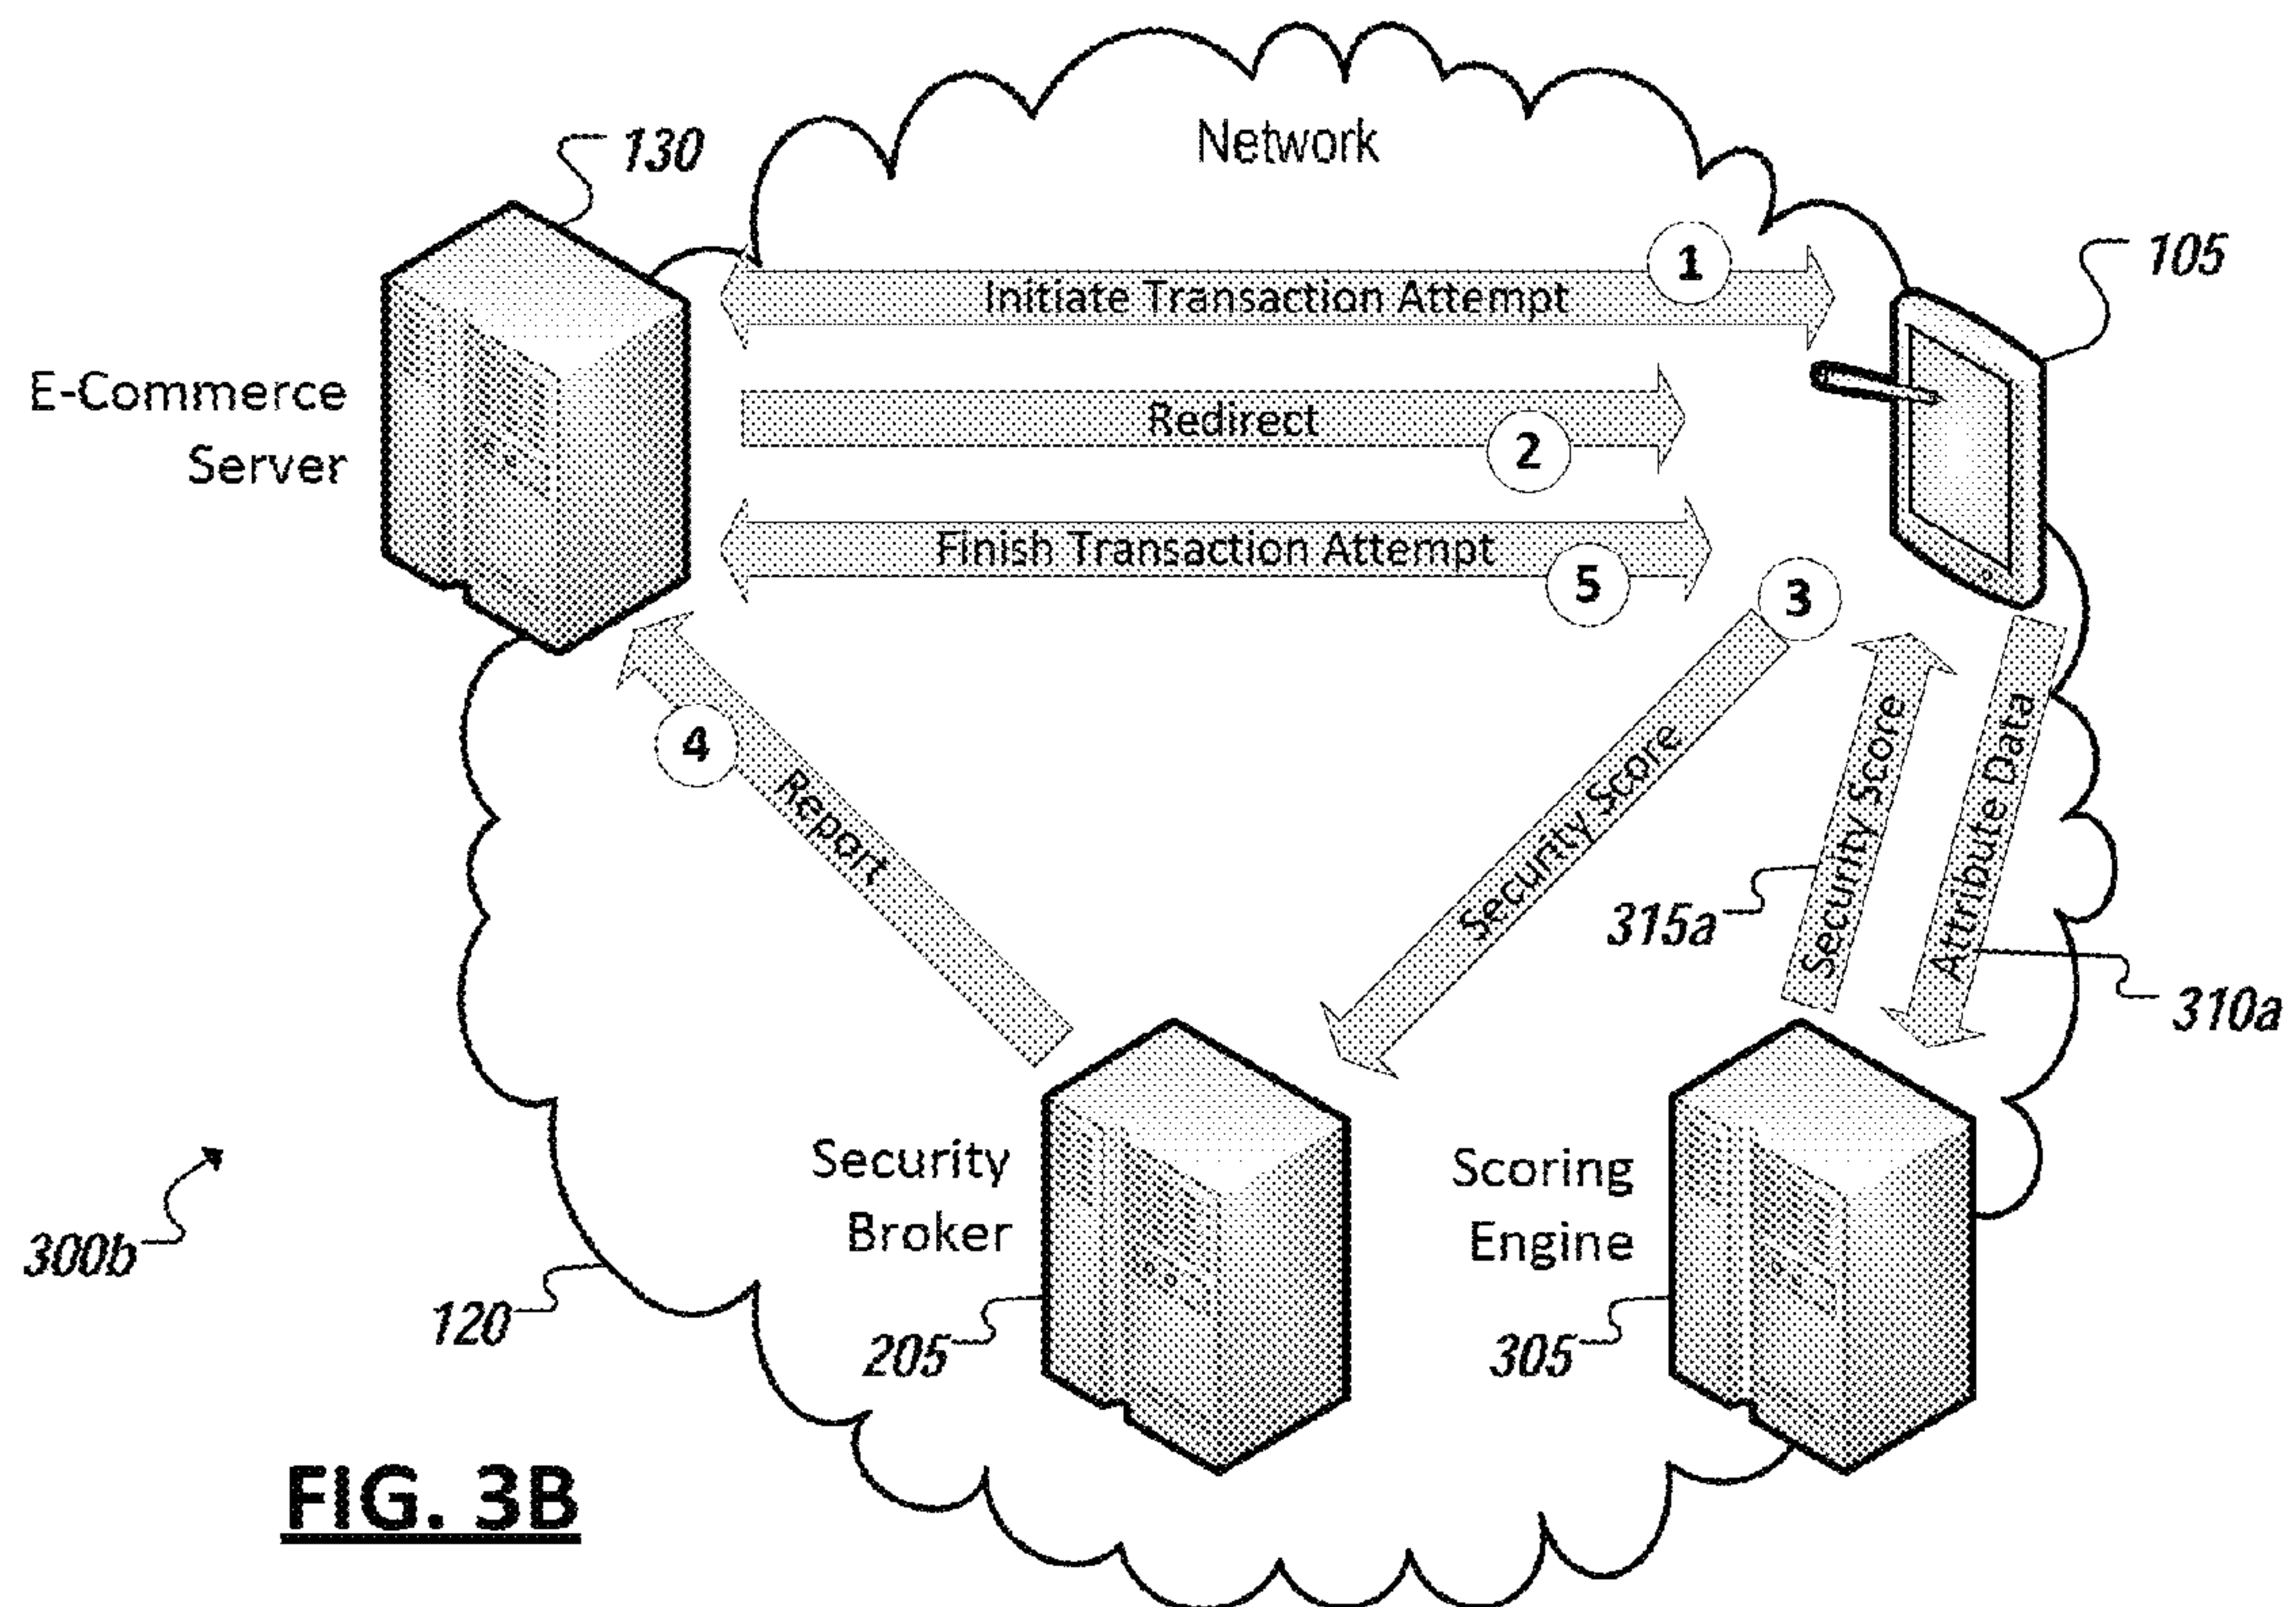 Network
130
105
1
Initiate Transaction Attempt
E-Commerce
Server
Redirect
2
Finish Transaction Attempt
5
3
4
Report
Security Score
Security Score
Attribute Data
315a
310a
Security
Broker
Scoring
Engine
300b
120
205
305
FIG. 3B